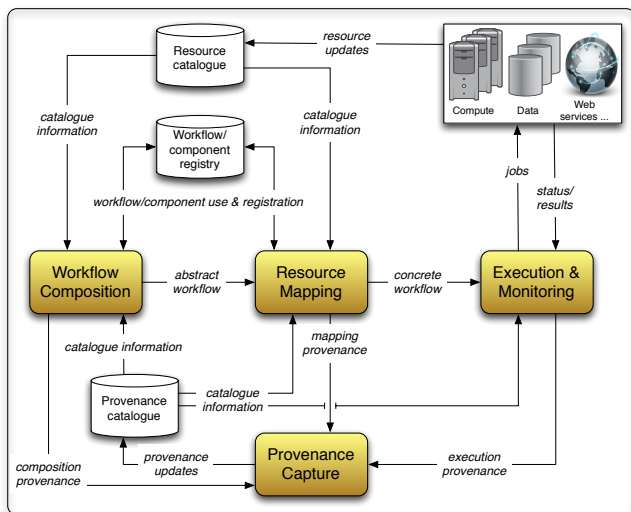 resource
updates
Resource
catalogue
Compute
Data
Web
services ...
catalogue
information
catalogue
information
Workflow/
component
registry
jobs
status/
results
workflow/component use & registration
Workflow
Composition
abstract
workflow
Resource
Mapping
concrete
workflow
Execution &
Monitoring
mapping
provenance
catalogue information
Provenance
catalogue
catalogue
information
composition
provenance
provenance
updates
Provenance
Capture
execution
provenance